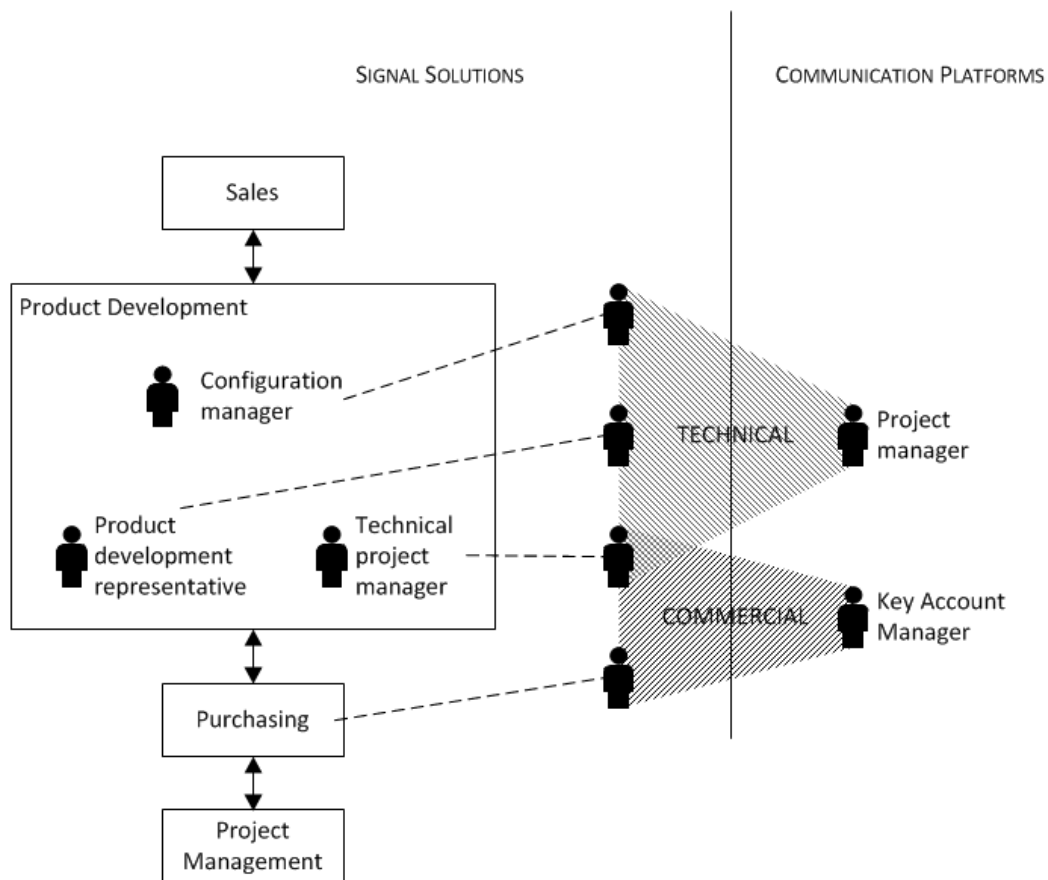 SIGNAL SOLUTIONS
COMMUNICATION PLATFORMS
Sales
Product Development
Configuration
manager
TECHNICAL
Project
manager
Product
development
representative
Technical
project
manager
COMMERCIAL
Key Account
Manager
Purchasing
Project
Management